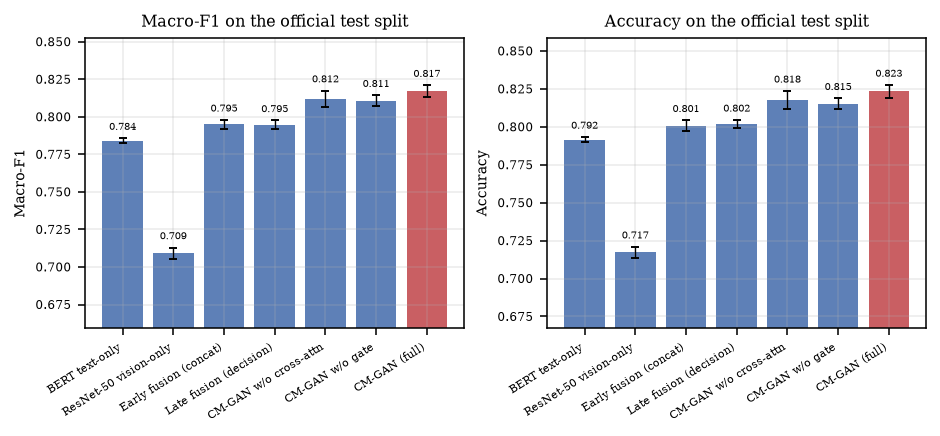 Macro-F1 on the official test split
Macro-F1
0.850
0.825
0.800
0.775
0.750
0.725
0.700
0.675
0.784
0.709
0.795
0.795
0.812
0.811
0.817
BERT text-only
ResNet-50 vision-only
Early fusion (concat)
Late fusion (decision)
CM-GAN w/o cross-attn
CM-GAN w/o gate
CM-GAN (full)
Accuracy on the official test split
Accuracy
0.850
0.825
0.800
0.775
0.750
0.725
0.700
0.675
0.792
0.717
0.801
0.802
0.818
0.815
0.823
BERT text-only
ResNet-50 vision-only
Early fusion (concat)
Late fusion (decision)
CM-GAN w/o cross-attn
CM-GAN w/o gate
CM-GAN (full)